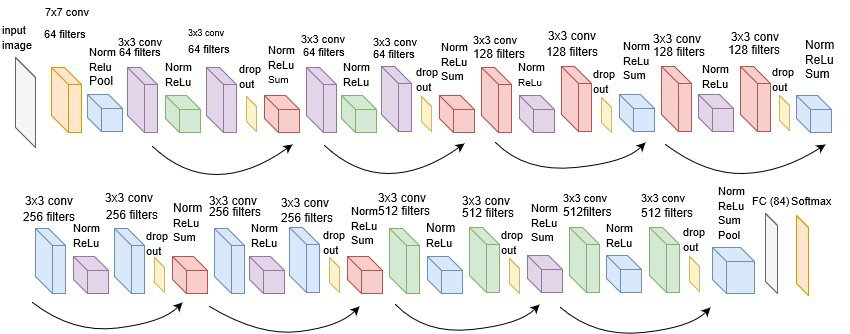 input
image
7x7 conv
64 filters
Norm
Relu
Pool
3x3 conv
64 filters
Norm
ReLu
3x3 conv
64 filters
drop
out
Norm
ReLu
Sum
3x3 conv
64 filters
Norm
ReLu
3x3 conv
64 filters
drop
out
Norm
ReLu
Sum
3x3 conv
128 filters
Norm
ReLu
3x3 conv
128 filters
drop
out
Norm
ReLu
Sum
3x3 conv
128 filters
Norm
ReLu
3x3 conv
128 filters
drop
out
Norm
ReLu
Sum
3x3 conv
256 filters
Norm
ReLu
3x3 conv
256 filters
drop
out
Norm
ReLu
Sum
3x3 conv
256 filters
Norm
ReLu
3x3 conv
256 filters
drop
out
Norm
ReLu
Sum
3x3 conv
512 filters
Norm
ReLu
3x3 conv
512 filters
drop
out
Norm
ReLu
Sum
3x3 conv
512filters
Norm
ReLu
3x3 conv
512 filters
drop
out
Norm
ReLu
Sum
Pool
FC (84)
Softmax